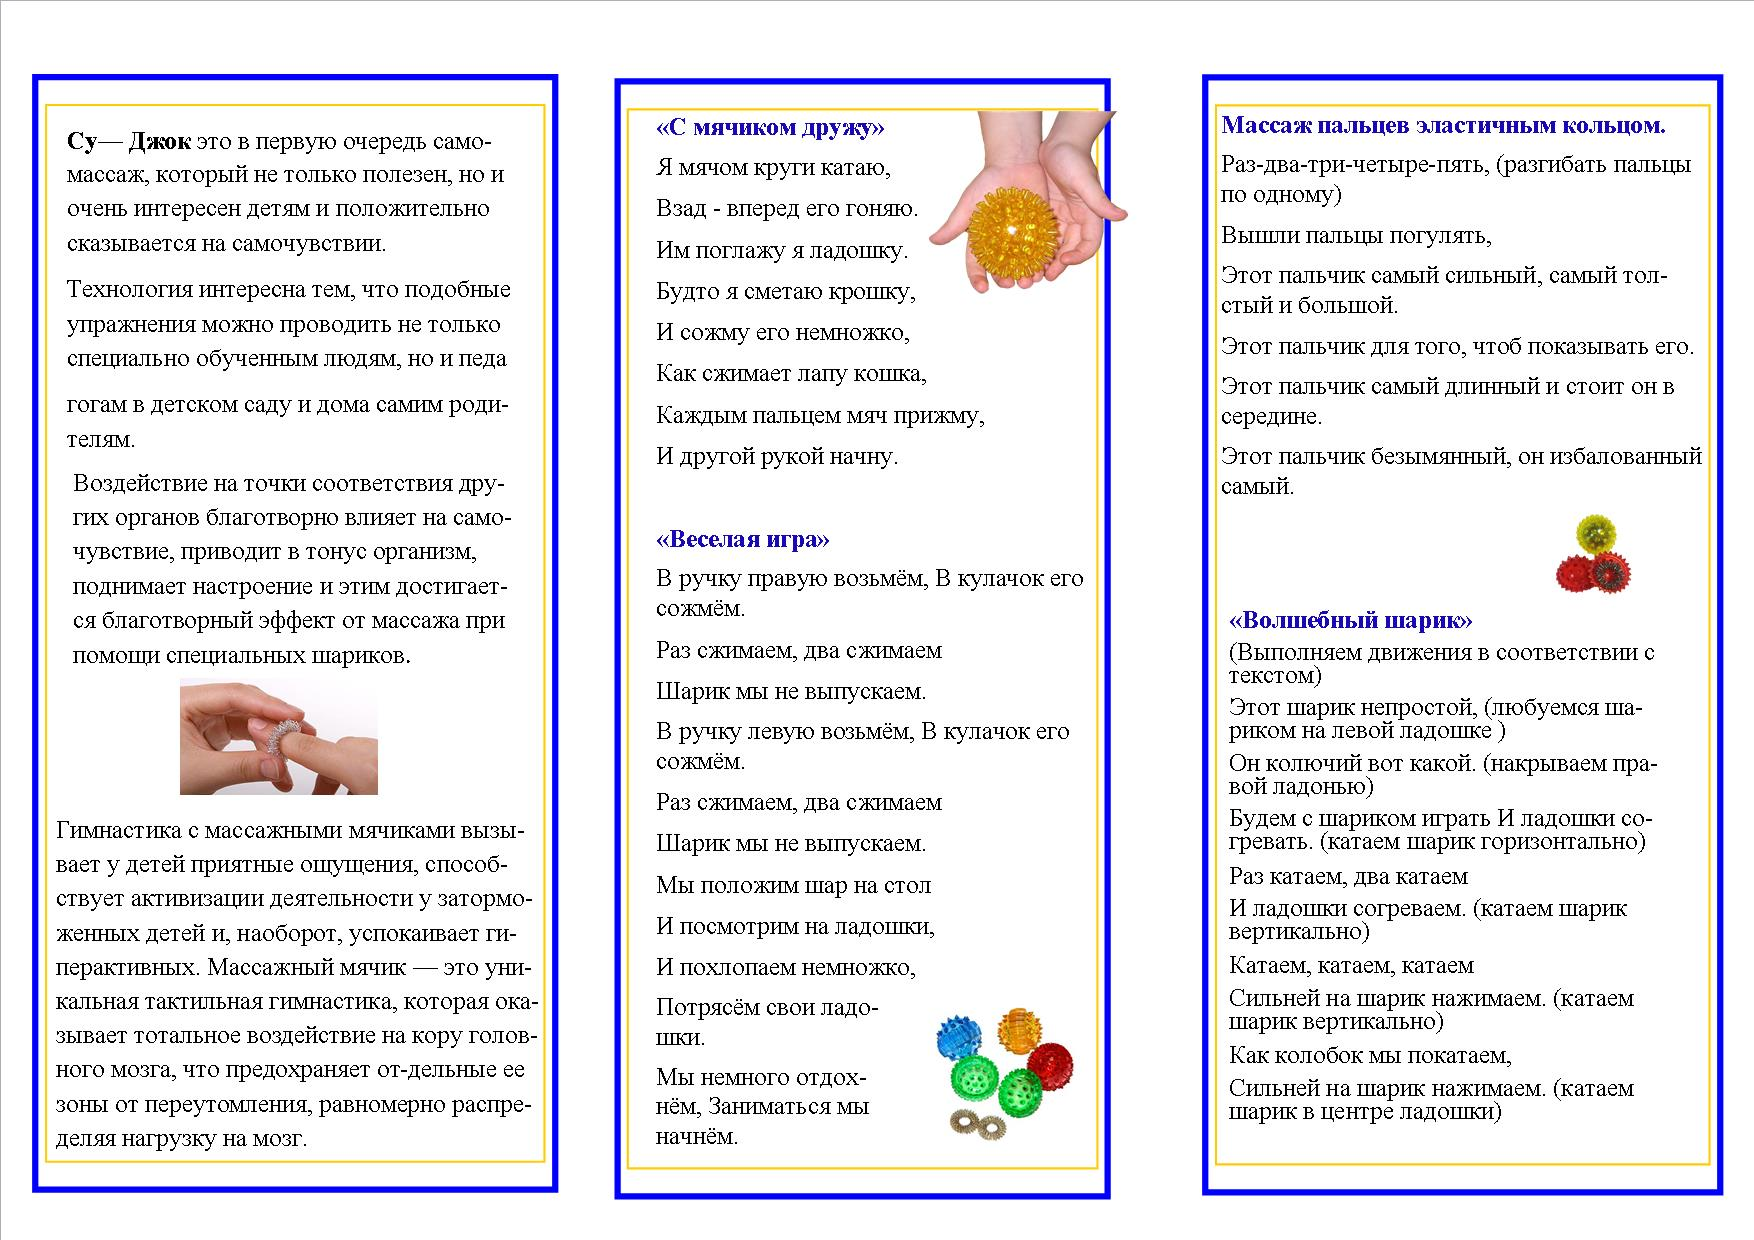 Су— Джок это в первую очередь само-
массаж, который не только полезен, но и
очень интересен детям и положительно
сказывается на самочувствии.
Технология интересна тем, что подобные
упражнения можно проводить не только
специально обученным людям, но и педа
гогам в детском саду и дома самим роди-
телям.
Воздействие на точки соответствия дру-
гих органов благотворно влияет на само-
чувствие, приводит в тонус организм,
поднимает настроение и этим достигает-
ся благотворный эффект от массажа при
помощи специальных шариков.
Гимнастика с массажными мячиками вызы-
вает у детей приятные ощущения, способ-
ствует активизации деятельности у затормо-
женных детей и, наоборот, успокаивает ги-
перактивных. Массажный мячик — это уни-
кальная тактильная гимнастика, которая ока-
зывает тотальное воздействие на кору голов-
ного мозга, что предохраняет от-дельные ее
зоны от переутомления, равномерно распре-
деляя нагрузку на мозг.
«С мячиком дружу»
Я мячом круги катаю,
Взад - вперед его гоняю.
Им поглажу я ладошку.
Будто я сметаю крошку,
И сожму его немножко,
Как сжимает лапу кошка,
Каждым пальцем мяч прижму,
И другой рукой начну.
«Веселая игра»
В ручку правую возьмём, В кулачок его
сожмём.
Раз сжимаем, два сжимаем
Шарик мы не выпускаем.
В ручку левую возьмём, В кулачок его
сожмём.
Раз сжимаем, два сжимаем
Шарик мы не выпускаем.
Мы положим шар на стол
И посмотрим на ладошки,
И похлопаем немножко,
Потрясём свои ладо-
шки.
Мы немного отдох-
нём, Заниматься мы
начнём.
Массаж пальцев эластичным кольцом.
Раз-два-три-четыре-пять, (разгибать пальцы
по одному)
Вышли пальцы погулять,
Этот пальчик самый сильный, самый тол-
стый и большой.
Этот пальчик для того, чтоб показывать его.
Этот пальчик самый длинный и стоит он в
середине.
Этот пальчик безымянный, он избалованный
самый.
«Волшебный шарик»
(Выполняем движения в соответствии с
текстом)
Этот шарик непростой, (любуемся ша-
риком на левой ладошке )
Он колючий вот какой. (накрываем пра-
вой ладонью)
Будем с шариком играть И ладошки со-
гревать. (катаем шарик горизонтально)
Раз катаем, два катаем
И ладошки согреваем. (катаем шарик
вертикально)
Катаем, катаем, катаем
Сильней на шарик нажимаем. (катаем
шарик вертикально)
Как колобок мы покатаем,
Сильней на шарик нажимаем. (катаем
шарик в центре ладошки)